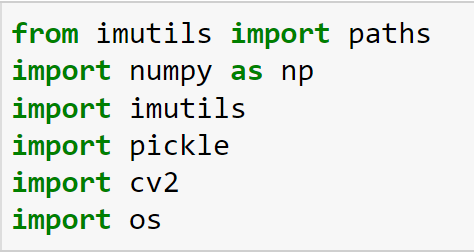 from imutils import paths
import numpy as np
import imutils
import pickle
import cv2
import os